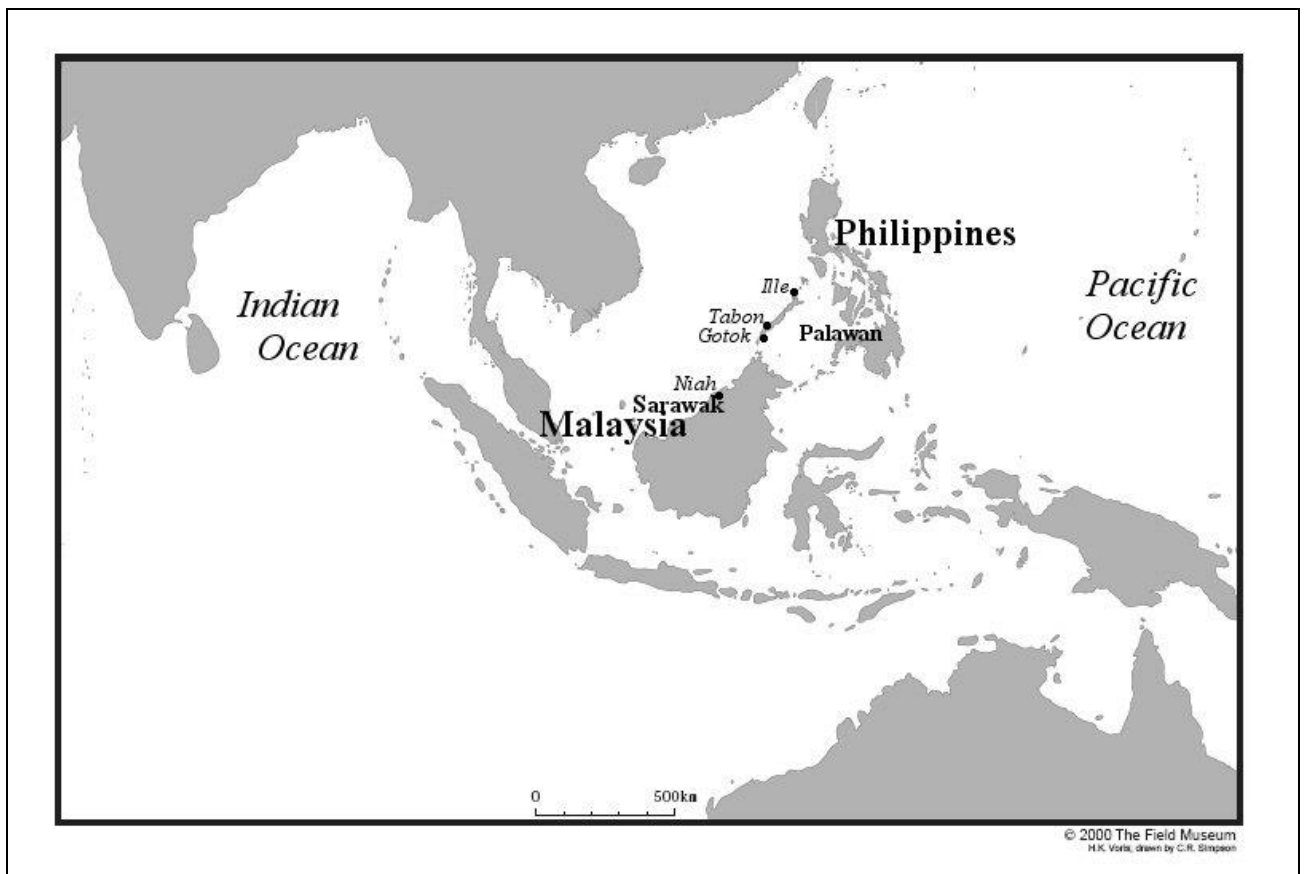 Philippines
Indian
Ocean
Pacific
Ocean
Ille
Tabon
Gotok
Palawan
Niah
Sarawak
Malaysia
0 500km
© 2000 The Field Museum
H.K. Voris, drawn by C.R. Simpson